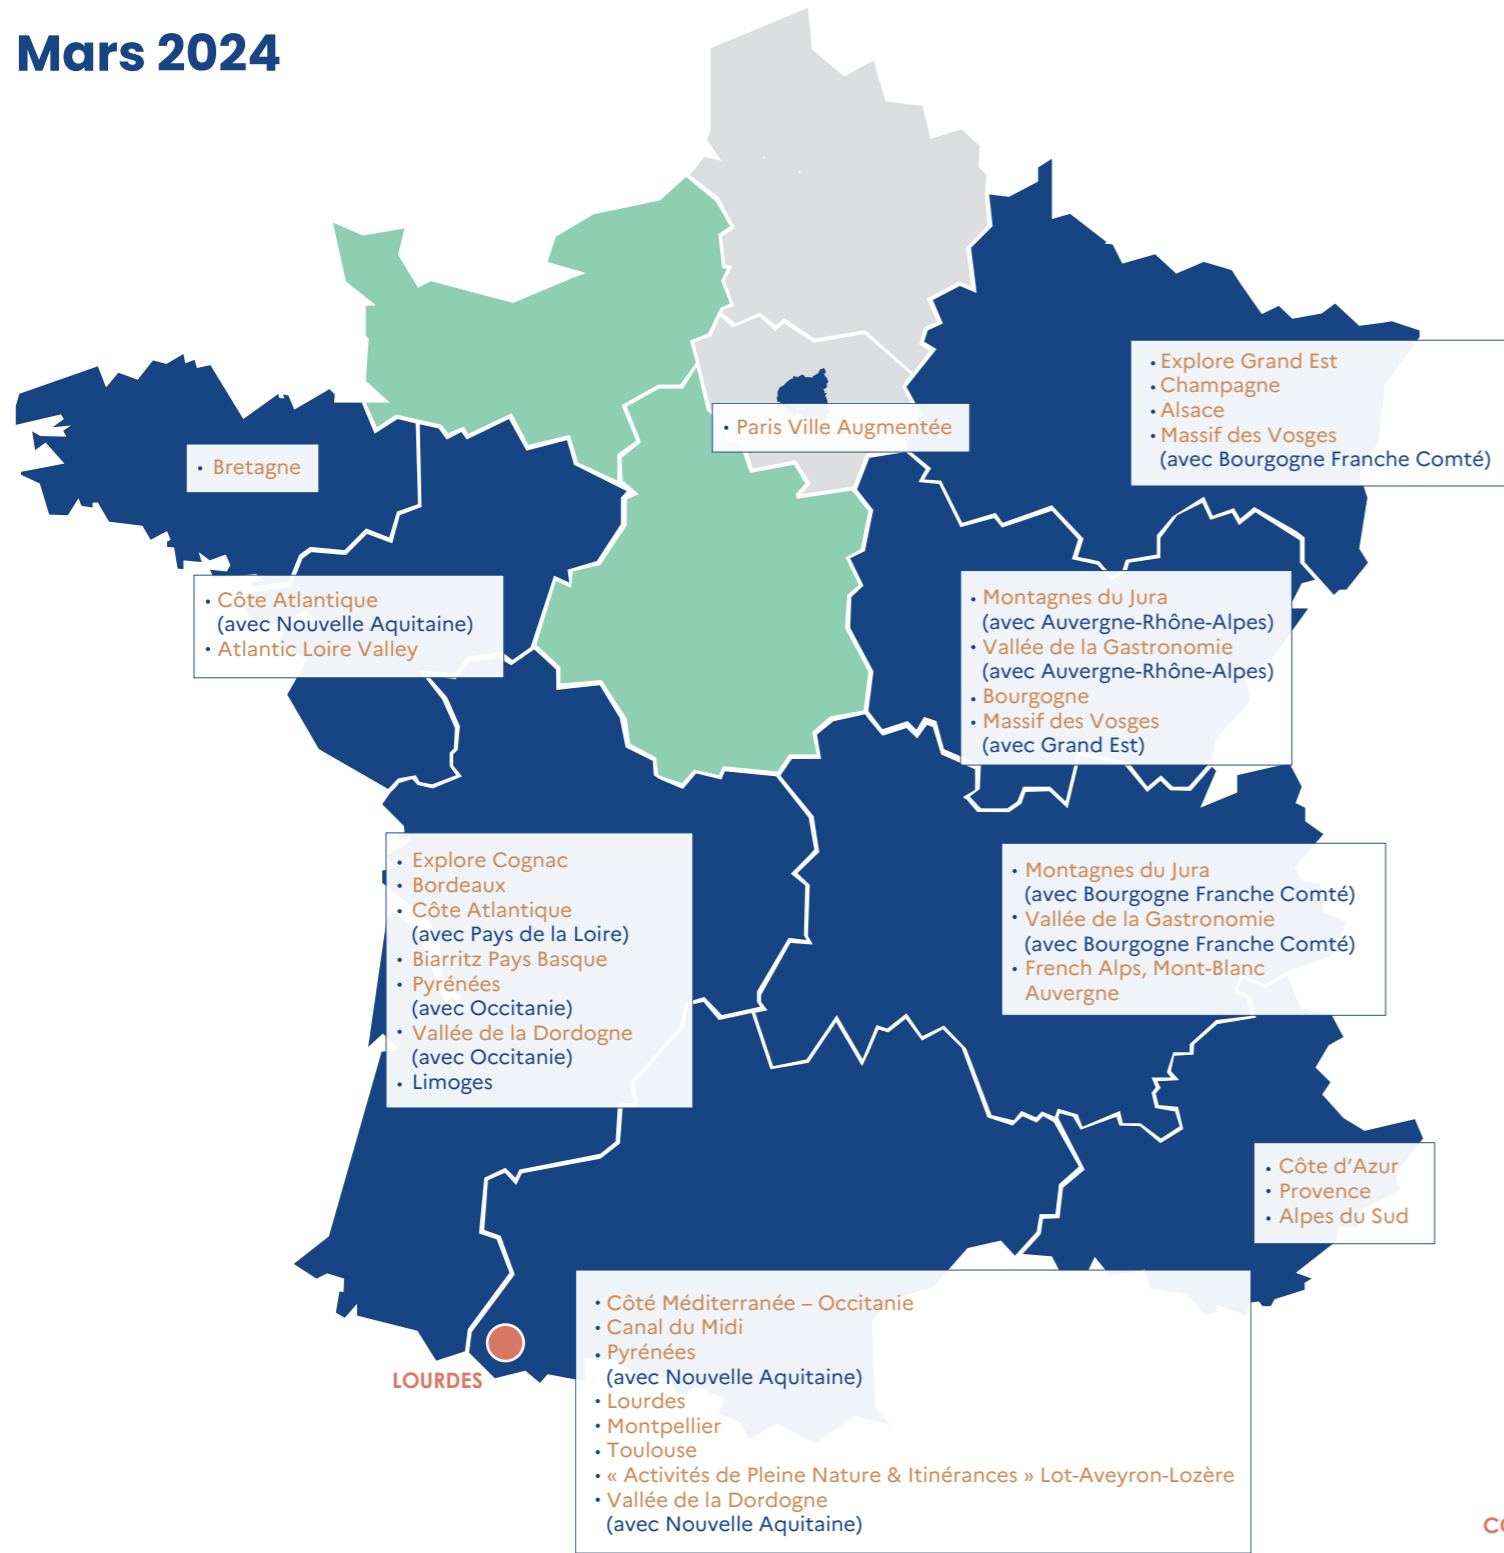 Mars 2024
• Explore Grand Est
• Champagne
• Alsace
• Massif des Vosges
(avec Bourgogne Franche Comté)
• Paris Ville Augmentée
• Bretagne
• Côte Atlantique
(avec Nouvelle Aquitaine)
• Atlantic Loire Valley
• Montagnes du Jura
(avec Auvergne-Rhône-Alpes)
• Vallée de la Gastronomie
(avec Auvergne-Rhône-Alpes)
• Bourgogne
• Massif des Vosges
(avec Grand Est)
• Explore Cognac
• Bordeaux
• Côte Atlantique
(avec Pays de la Loire)
• Biarritz Pays Basque
• Pyrénées
(avec Occitanie)
• Vallée de la Dordogne
(avec Occitanie)
• Limoges
• Montagnes du Jura
(avec Bourgogne Franche Comté)
• Vallée de la Gastronomie
(avec Bourgogne Franche Comté)
• French Alps, Mont-Blanc
Auvergne
• Côte d'Azur
• Provence
• Alpes du Sud
LOURDES
• Côté Méditerranée – Occitanie
• Canal du Midi
• Pyrénées
(avec Nouvelle Aquitaine)
• Lourdes
• Montpellier
• Toulouse
• « Activités de Pleine Nature & Itinérances » Lot-Aveyron-Lozère
• Vallée de la Dordogne
(avec Nouvelle Aquitaine)